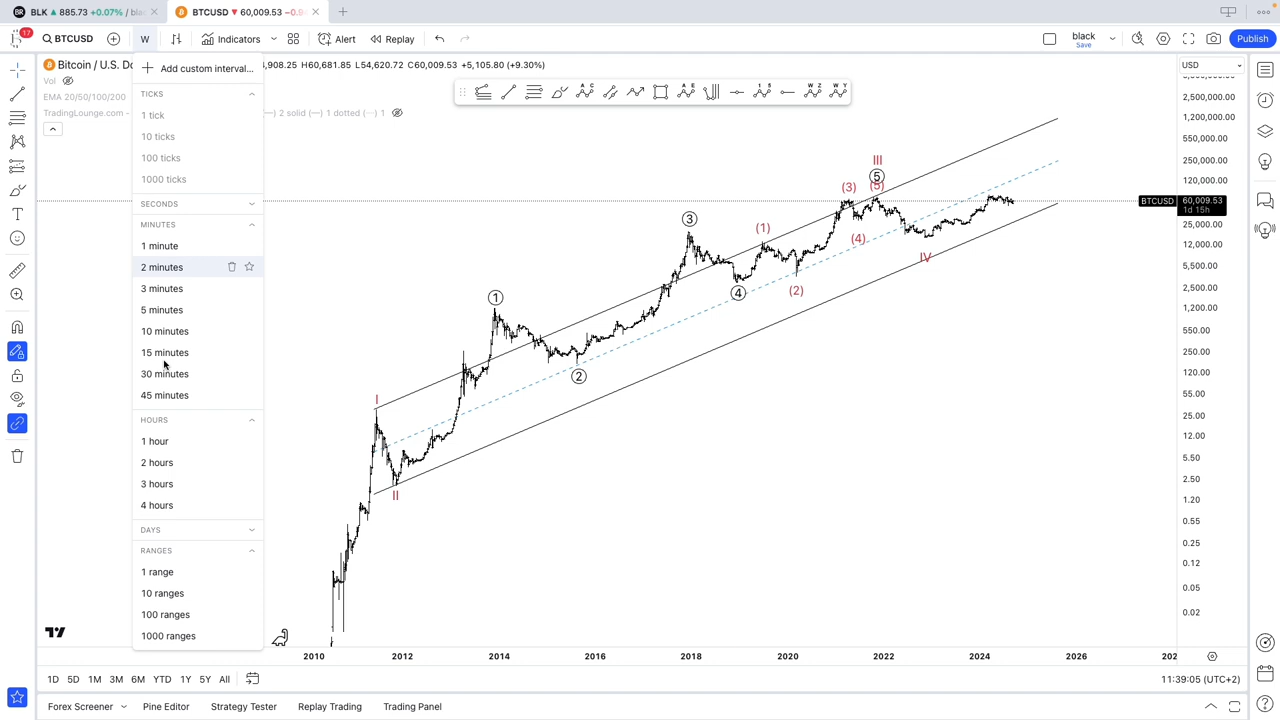 BLK ▲ 885.73 +0.07% / bla
BTCUSD ▼ 60,009.53 −0.9
17 BTCUSD W Indicators Alert Replay black Save Publish
Bitcoin / U.S. Do
4,908.25 H60,681.85 L54,620.72 C60,009.53 +5,105.80 (+9.30%)
USD
Vol
EMA 20/50/100/200
TradingLounge.com -
2 solid (—) 1 dotted (—) 1
Add custom interval...
TICKS
1 tick
10 ticks
100 ticks
1000 ticks
SECONDS
MINUTES
1 minute
2 minutes
3 minutes
5 minutes
10 minutes
15 minutes
30 minutes
45 minutes
HOURS
1 hour
2 hours
3 hours
4 hours
DAYS
RANGES
1 range
10 ranges
100 ranges
1000 ranges
A C
A E
1 5
W Z
W Y
III
5
(5)
(3)
(1)
3
(4)
IV
(2)
4
1
2
I
II
2,500,000.00
1,200,000.00
550,000.00
250,000.00
120,000.00
BTCUSD 60,009.53
1d 15h
25,000.00
12,000.00
5,500.00
2,500.00
1,200.00
550.00
250.00
120.00
55.00
25.00
12.00
5.50
2.50
1.20
0.55
0.25
0.12
0.05
0.02
2010 2012 2014 2016 2018 2020 2022 2024 2026 202
1D 5D 1M 3M 6M YTD 1Y 5Y All
11:39:05 (UTC+2)
Forex Screener Pine Editor Strategy Tester Replay Trading Trading Panel